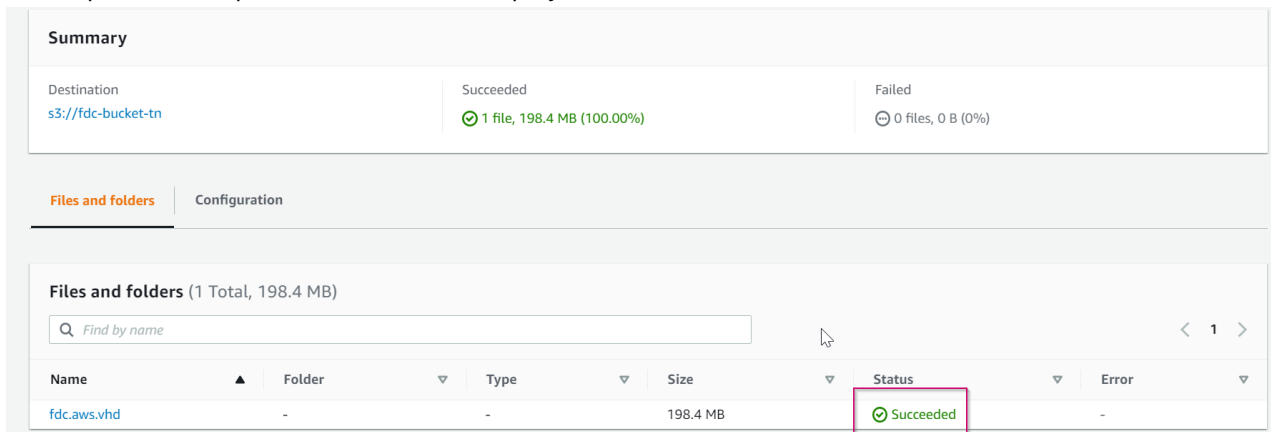 Summary
Destination Succeeded Failed
s3://fdc-bucket-tn 1 file, 198.4 MB (100.00%) 0 files, 0 B (0%)
Files and folders Configuration
Files and folders (1 Total, 198.4 MB)
Find by name 1
Name Folder Type Size Status Error
fdc.aws.vhd - - 198.4 MB Succeeded -